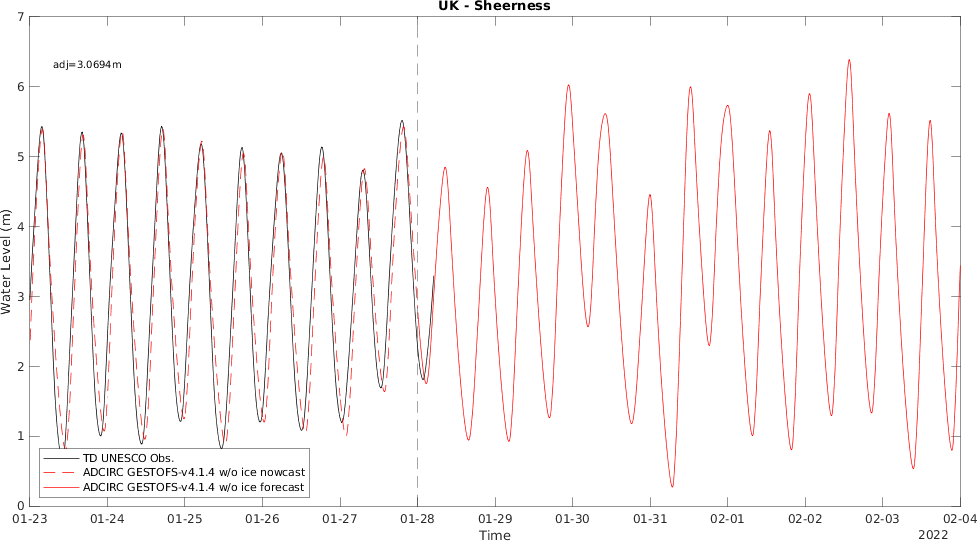 UK - Sheerness
7
adj=3.0694m
6
5
4
3
2
1
0
Water Level (m)
TD UNESCO Obs.
ADCIRC GESTOFS-v4.1.4 w/o ice nowcast
ADCIRC GESTOFS-v4.1.4 w/o ice forecast
01-23 01-24 01-25 01-26 01-27 01-28 01-29 01-30 01-31 02-01 02-02 02-03 02-04
Time
2022